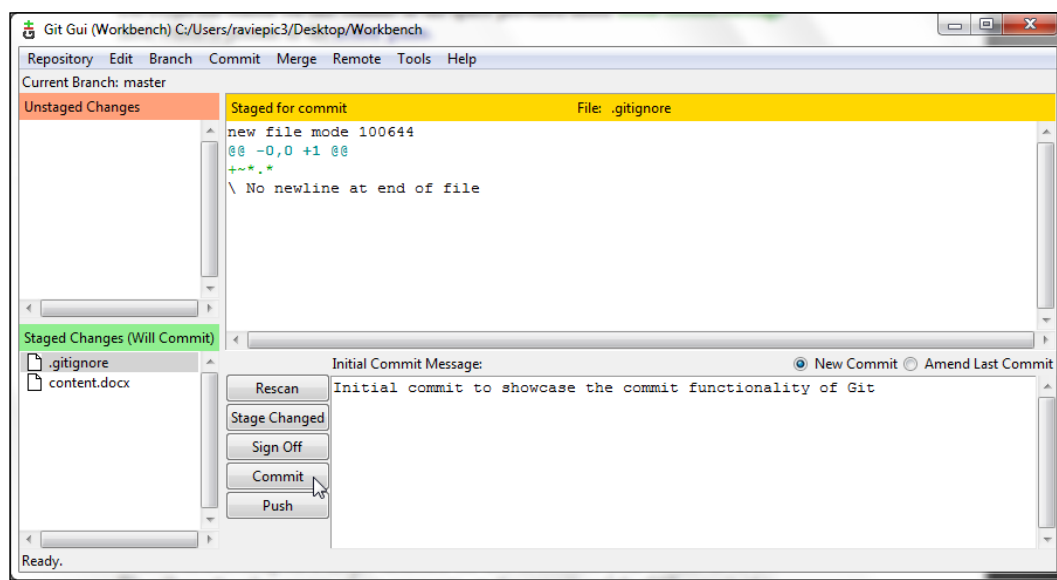 Git Gui (Workbench) C:/Users/raviepic3/Desktop/Workbench
Repository Edit Branch Commit Merge Remote Tools Help
Current Branch: master
Unstaged Changes
Staged for commit File: .gitignore
new file mode 100644
@@ -0,0 +1 @@
+~*.*
\ No newline at end of file
Staged Changes (Will Commit)
.gitignore
content.docx
Initial Commit Message: New Commit Amend Last Commit
Rescan
Stage Changed
Sign Off
Commit
Push
Initial commit to showcase the commit functionality of Git
Ready.